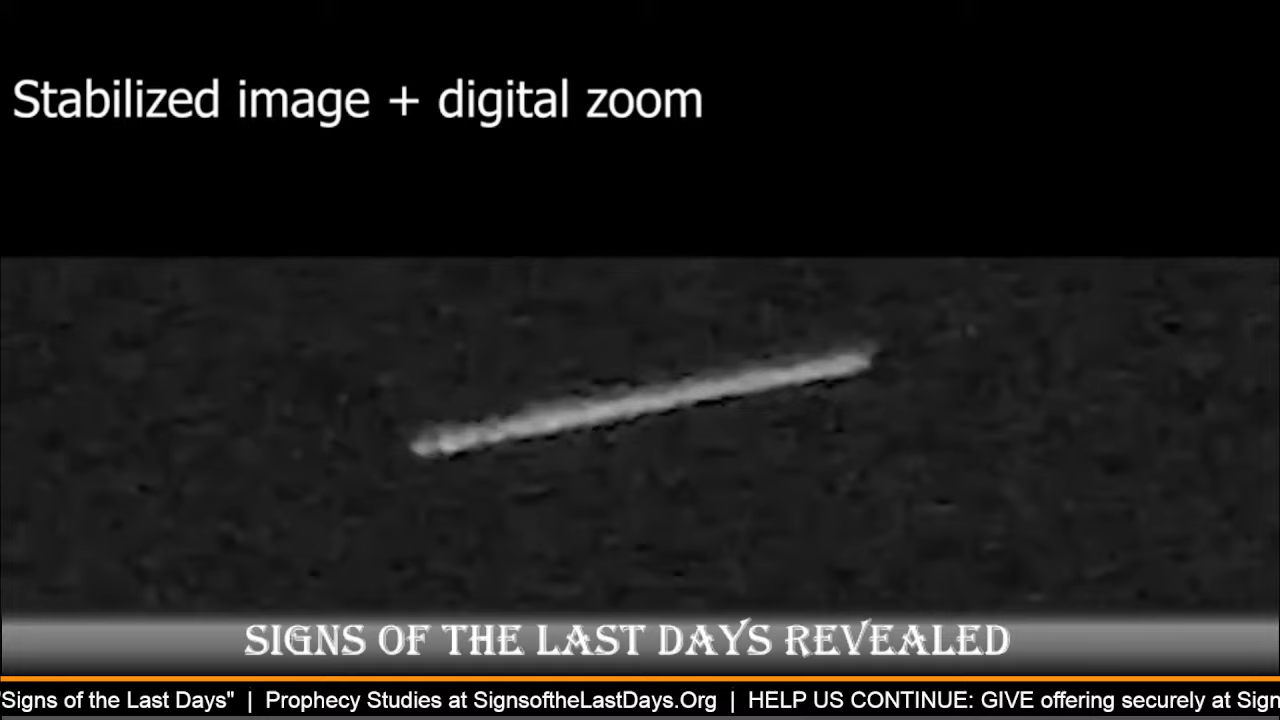 Stabilized image + digital zoom
SIGNS OF THE LAST DAYS REVEALED
"Signs of the Last Days" | Prophecy Studies at SignsoftheLastDays.Org | HELP US CONTINUE: GIVE offering securely at Sign